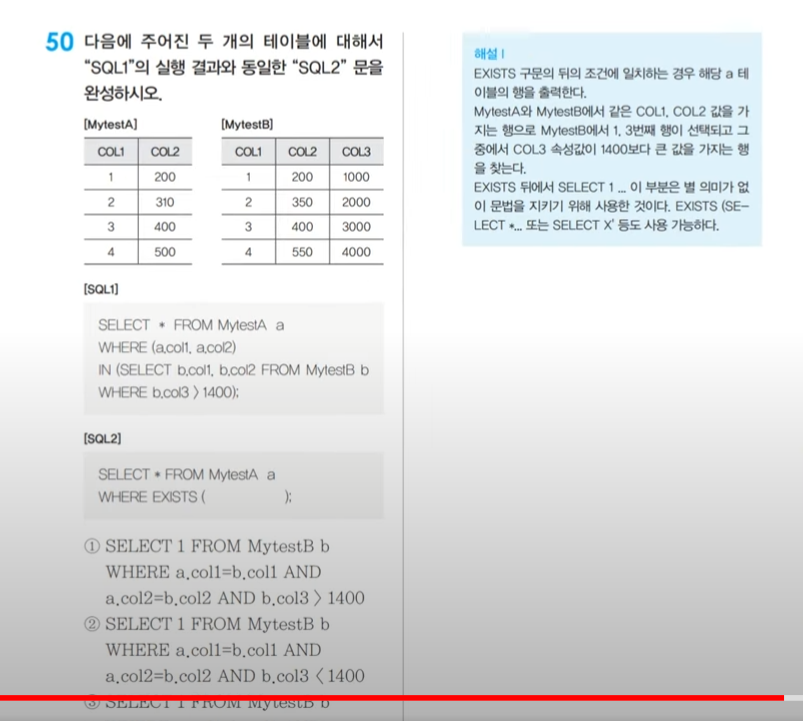 50 다음에 주어진 두 개의 테이블에 대해서
“SQL1”의 실행 결과와 동일한 “SQL2” 문을
완성하시오.
[MytestA]
COL1 COL2
1 200
2 310
3 400
4 500
[MytestB]
COL1 COL2 COL3
1 200 1000
2 350 2000
3 400 3000
4 550 4000
[SQL1]
SELECT * FROM MytestA a
WHERE (a.col1, a.col2)
IN (SELECT b.col1, b.col2 FROM MytestB b
WHERE b.col3 > 1400);
[SQL2]
SELECT * FROM MytestA a
WHERE EXISTS ( );
① SELECT 1 FROM MytestB b
WHERE a.col1=b.col1 AND
a.col2=b.col2 AND b.col3 > 1400
② SELECT 1 FROM MytestB b
WHERE a.col1=b.col1 AND
a.col2=b.col2 AND b.col3 < 1400
③ SELECT 1 FROM MytestB b
해설 |
EXISTS 구문의 뒤의 조건에 일치하는 경우 해당 a 테
이블의 행을 출력한다.
MytestA와 MytestB에서 같은 COL1, COL2 값을 가
지는 행으로 MytestB에서 1, 3번째 행이 선택되고 그
중에서 COL3 속성값이 1400보다 큰 값을 가지는 행
을 찾는다.
EXISTS 뒤에서 SELECT 1 ... 이 부분은 별 의미가 없
이 문법을 지키기 위해 사용한 것이다. EXISTS (SE-
LECT *... 또는 SELECT X' 등도 사용 가능하다.